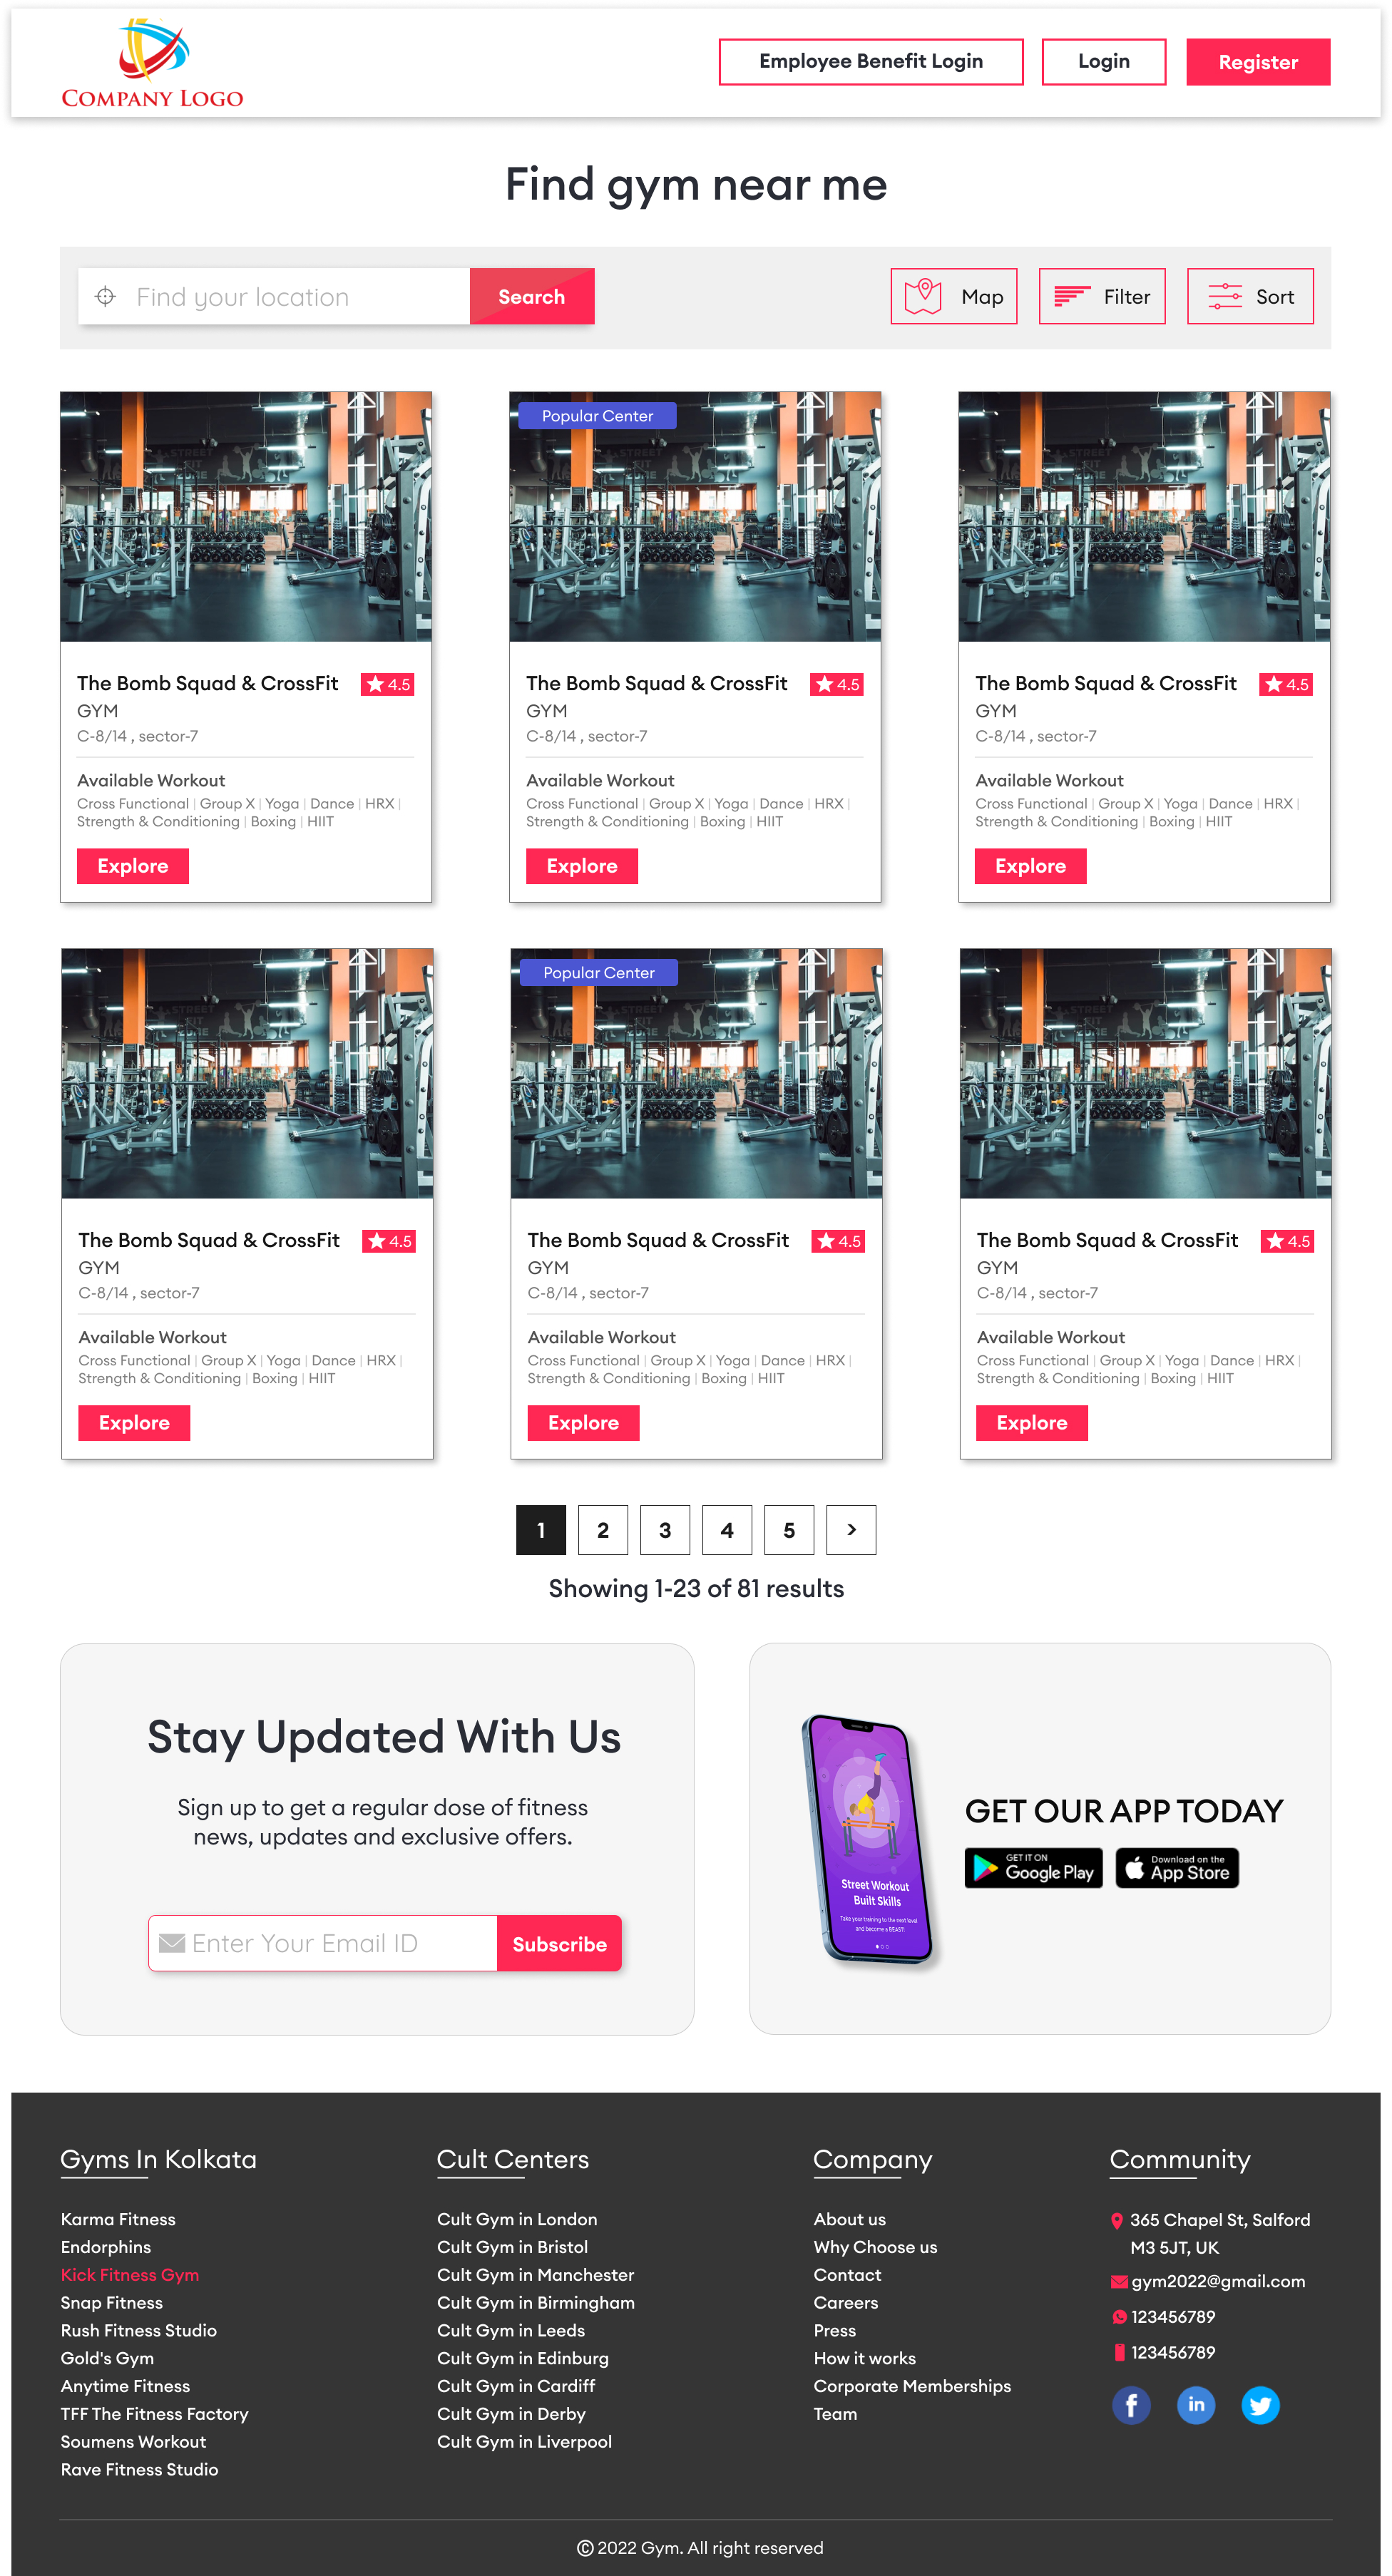 COMPANY LOGO
Employee Benefit Login
Login
Register
Find gym near me
Find your location
Search
Map
Filter
Sort
Popular Center
STREET
FIT
The Bomb Squad & CrossFit
4.5
GYM
C-8/14 , sector-7
Available Workout
Cross Functional | Group X | Yoga | Dance | HRX |
Strength & Conditioning | Boxing | HIIT
Explore
The Bomb Squad & CrossFit
4.5
GYM
C-8/14 , sector-7
Available Workout
Cross Functional | Group X | Yoga | Dance | HRX |
Strength & Conditioning | Boxing | HIIT
Explore
The Bomb Squad & CrossFit
4.5
GYM
C-8/14 , sector-7
Available Workout
Cross Functional | Group X | Yoga | Dance | HRX |
Strength & Conditioning | Boxing | HIIT
Explore
Popular Center
The Bomb Squad & CrossFit
4.5
GYM
C-8/14 , sector-7
Available Workout
Cross Functional | Group X | Yoga | Dance | HRX |
Strength & Conditioning | Boxing | HIIT
Explore
The Bomb Squad & CrossFit
4.5
GYM
C-8/14 , sector-7
Available Workout
Cross Functional | Group X | Yoga | Dance | HRX |
Strength & Conditioning | Boxing | HIIT
Explore
The Bomb Squad & CrossFit
4.5
GYM
C-8/14 , sector-7
Available Workout
Cross Functional | Group X | Yoga | Dance | HRX |
Strength & Conditioning | Boxing | HIIT
Explore
1 2 3 4 5 >
Showing 1-23 of 81 results
Stay Updated With Us
Sign up to get a regular dose of fitness
news, updates and exclusive offers.
Enter Your Email ID
Subscribe
Street Workout
Built Skills
Take your training to the next level
and become a BEAST!
GET OUR APP TODAY
GET IT ON
Google Play
Download on the
App Store
Gyms In Kolkata
Karma Fitness
Endorphins
Kick Fitness Gym
Snap Fitness
Rush Fitness Studio
Gold's Gym
Anytime Fitness
TFF The Fitness Factory
Soumens Workout
Rave Fitness Studio
Cult Centers
Cult Gym in London
Cult Gym in Bristol
Cult Gym in Manchester
Cult Gym in Birmingham
Cult Gym in Leeds
Cult Gym in Edinburg
Cult Gym in Cardiff
Cult Gym in Derby
Cult Gym in Liverpool
Company
About us
Why Choose us
Contact
Careers
Press
How it works
Corporate Memberships
Team
Community
365 Chapel St, Salford
M3 5JT, UK
gym2022@gmail.com
123456789
123456789
f
in
© 2022 Gym. All right reserved